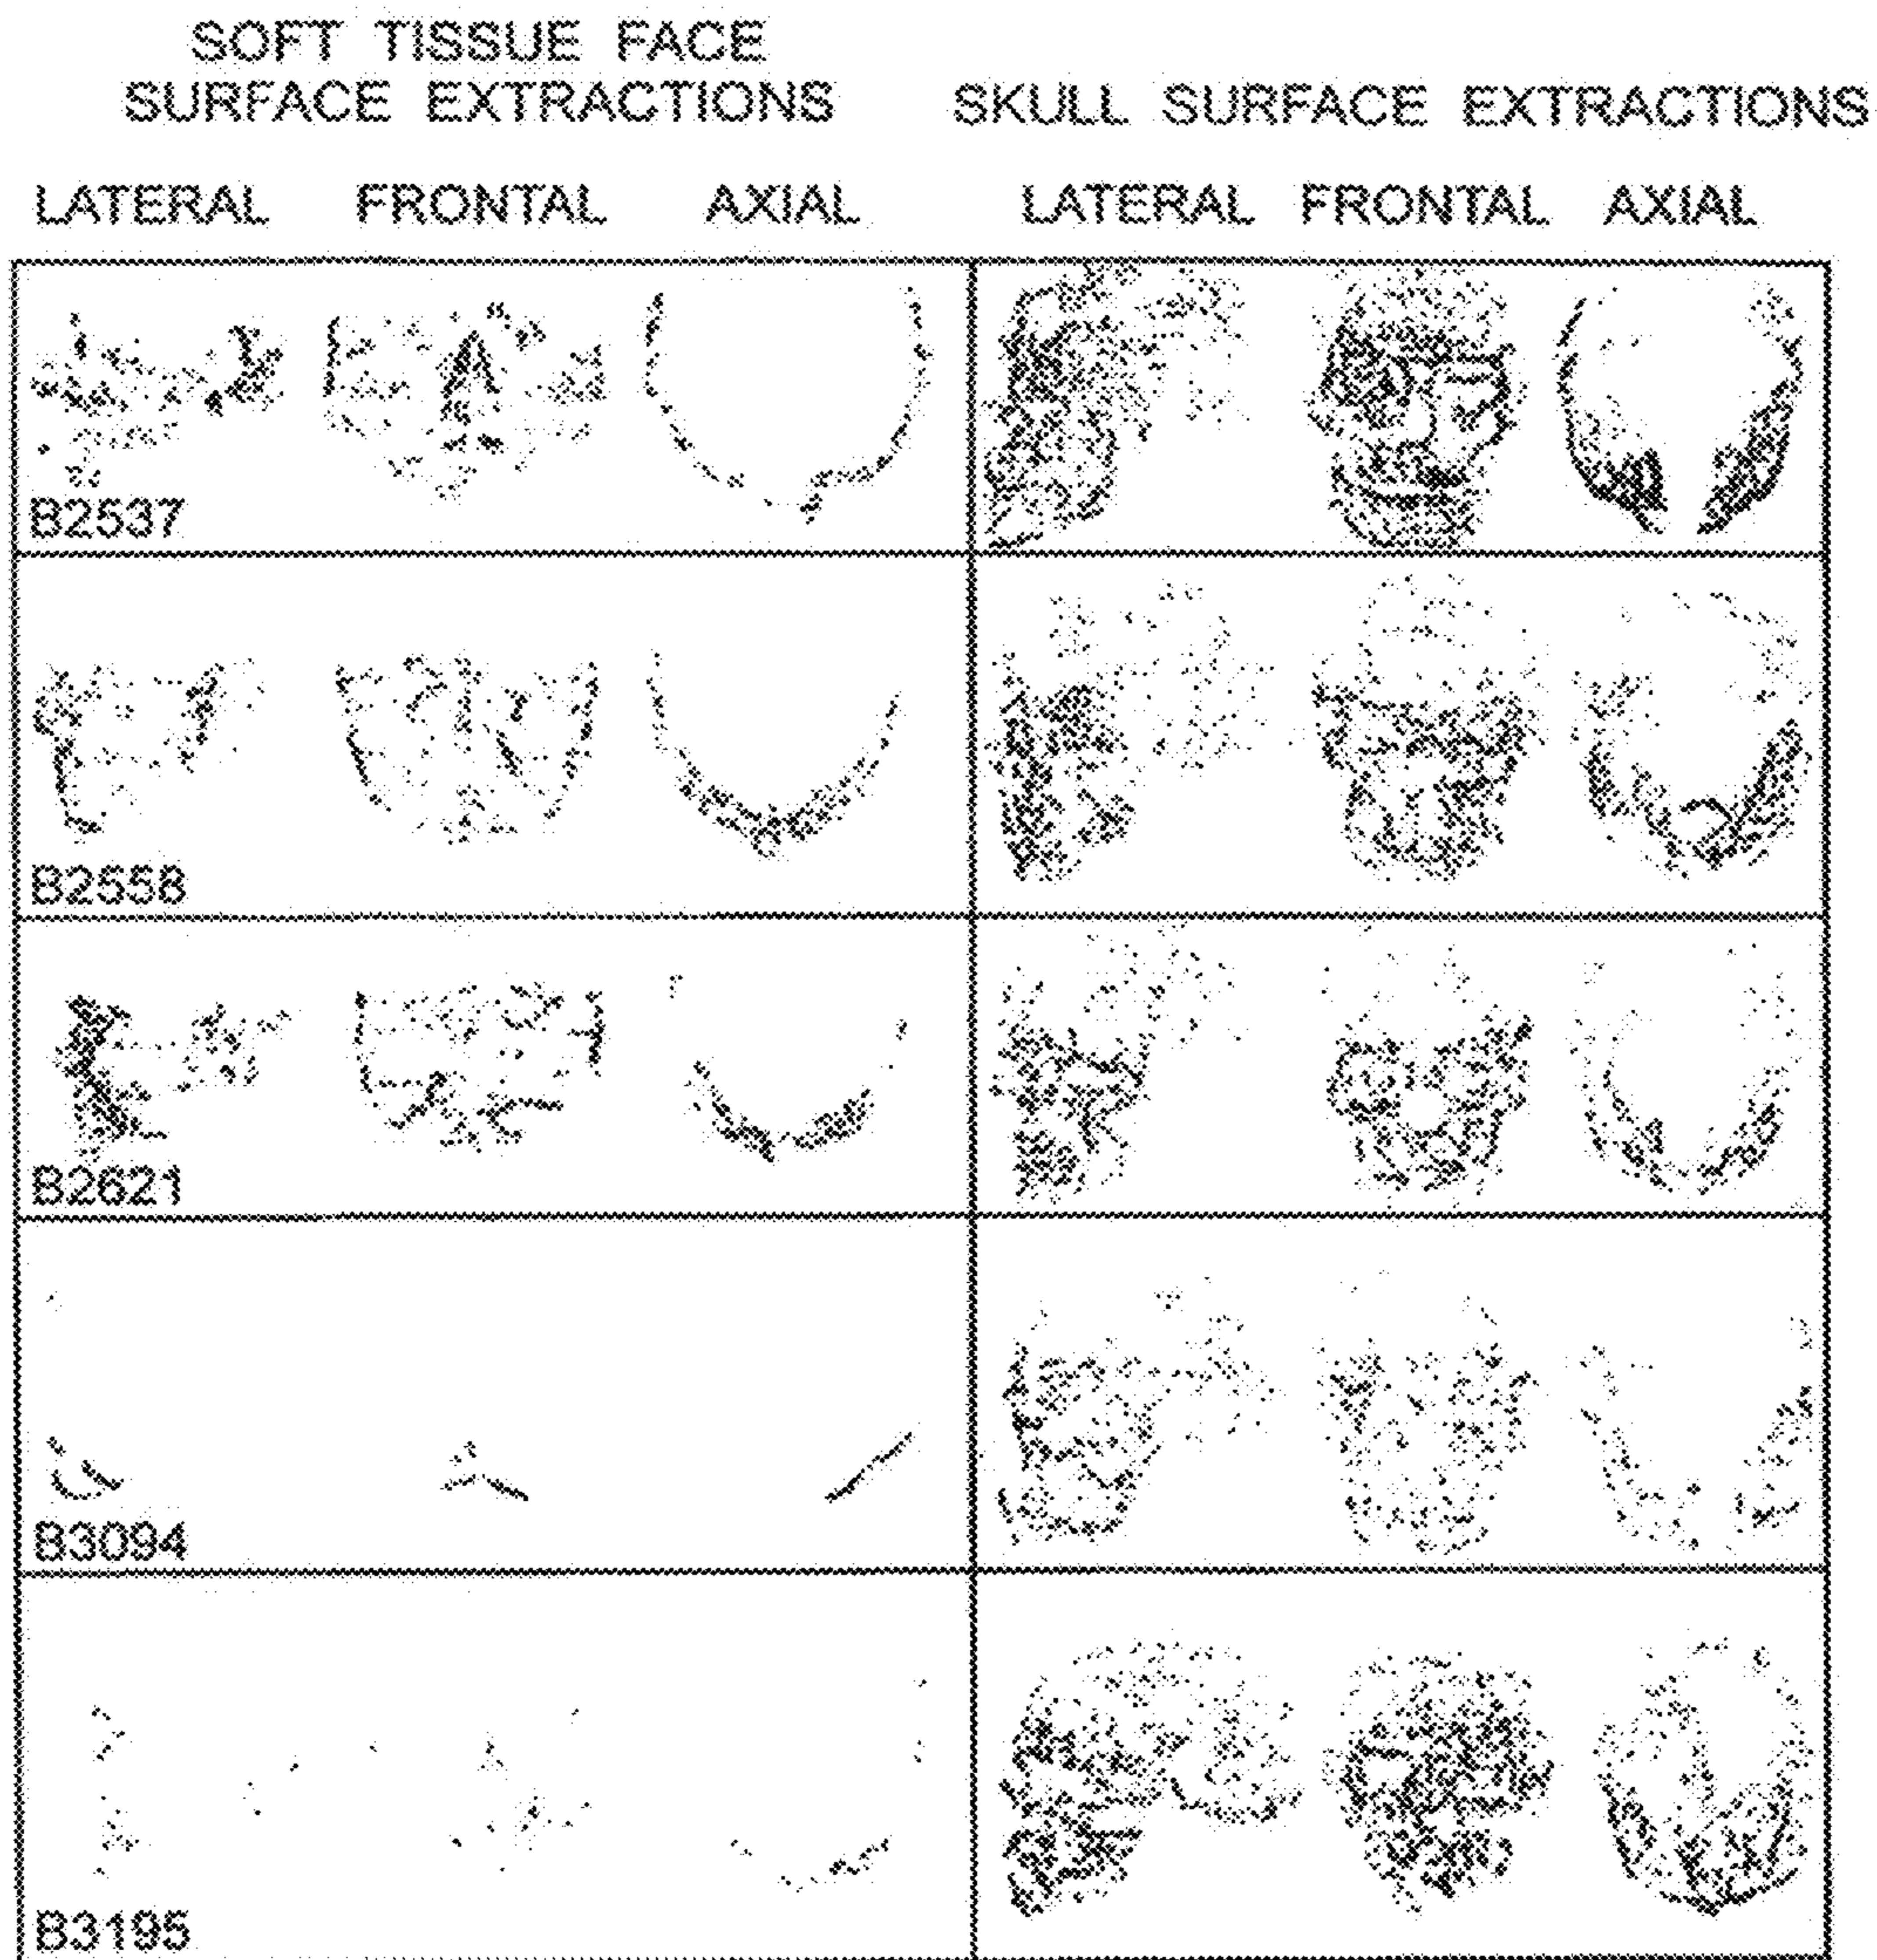 SOFT TISSUE FACE
SURFACE EXTRACTIONS
SKULL SURFACE EXTRACTIONS
LATERAL FRONTAL AXIAL LATERAL FRONTAL AXIAL
B2537
B2558
B2621
B3094
B3195